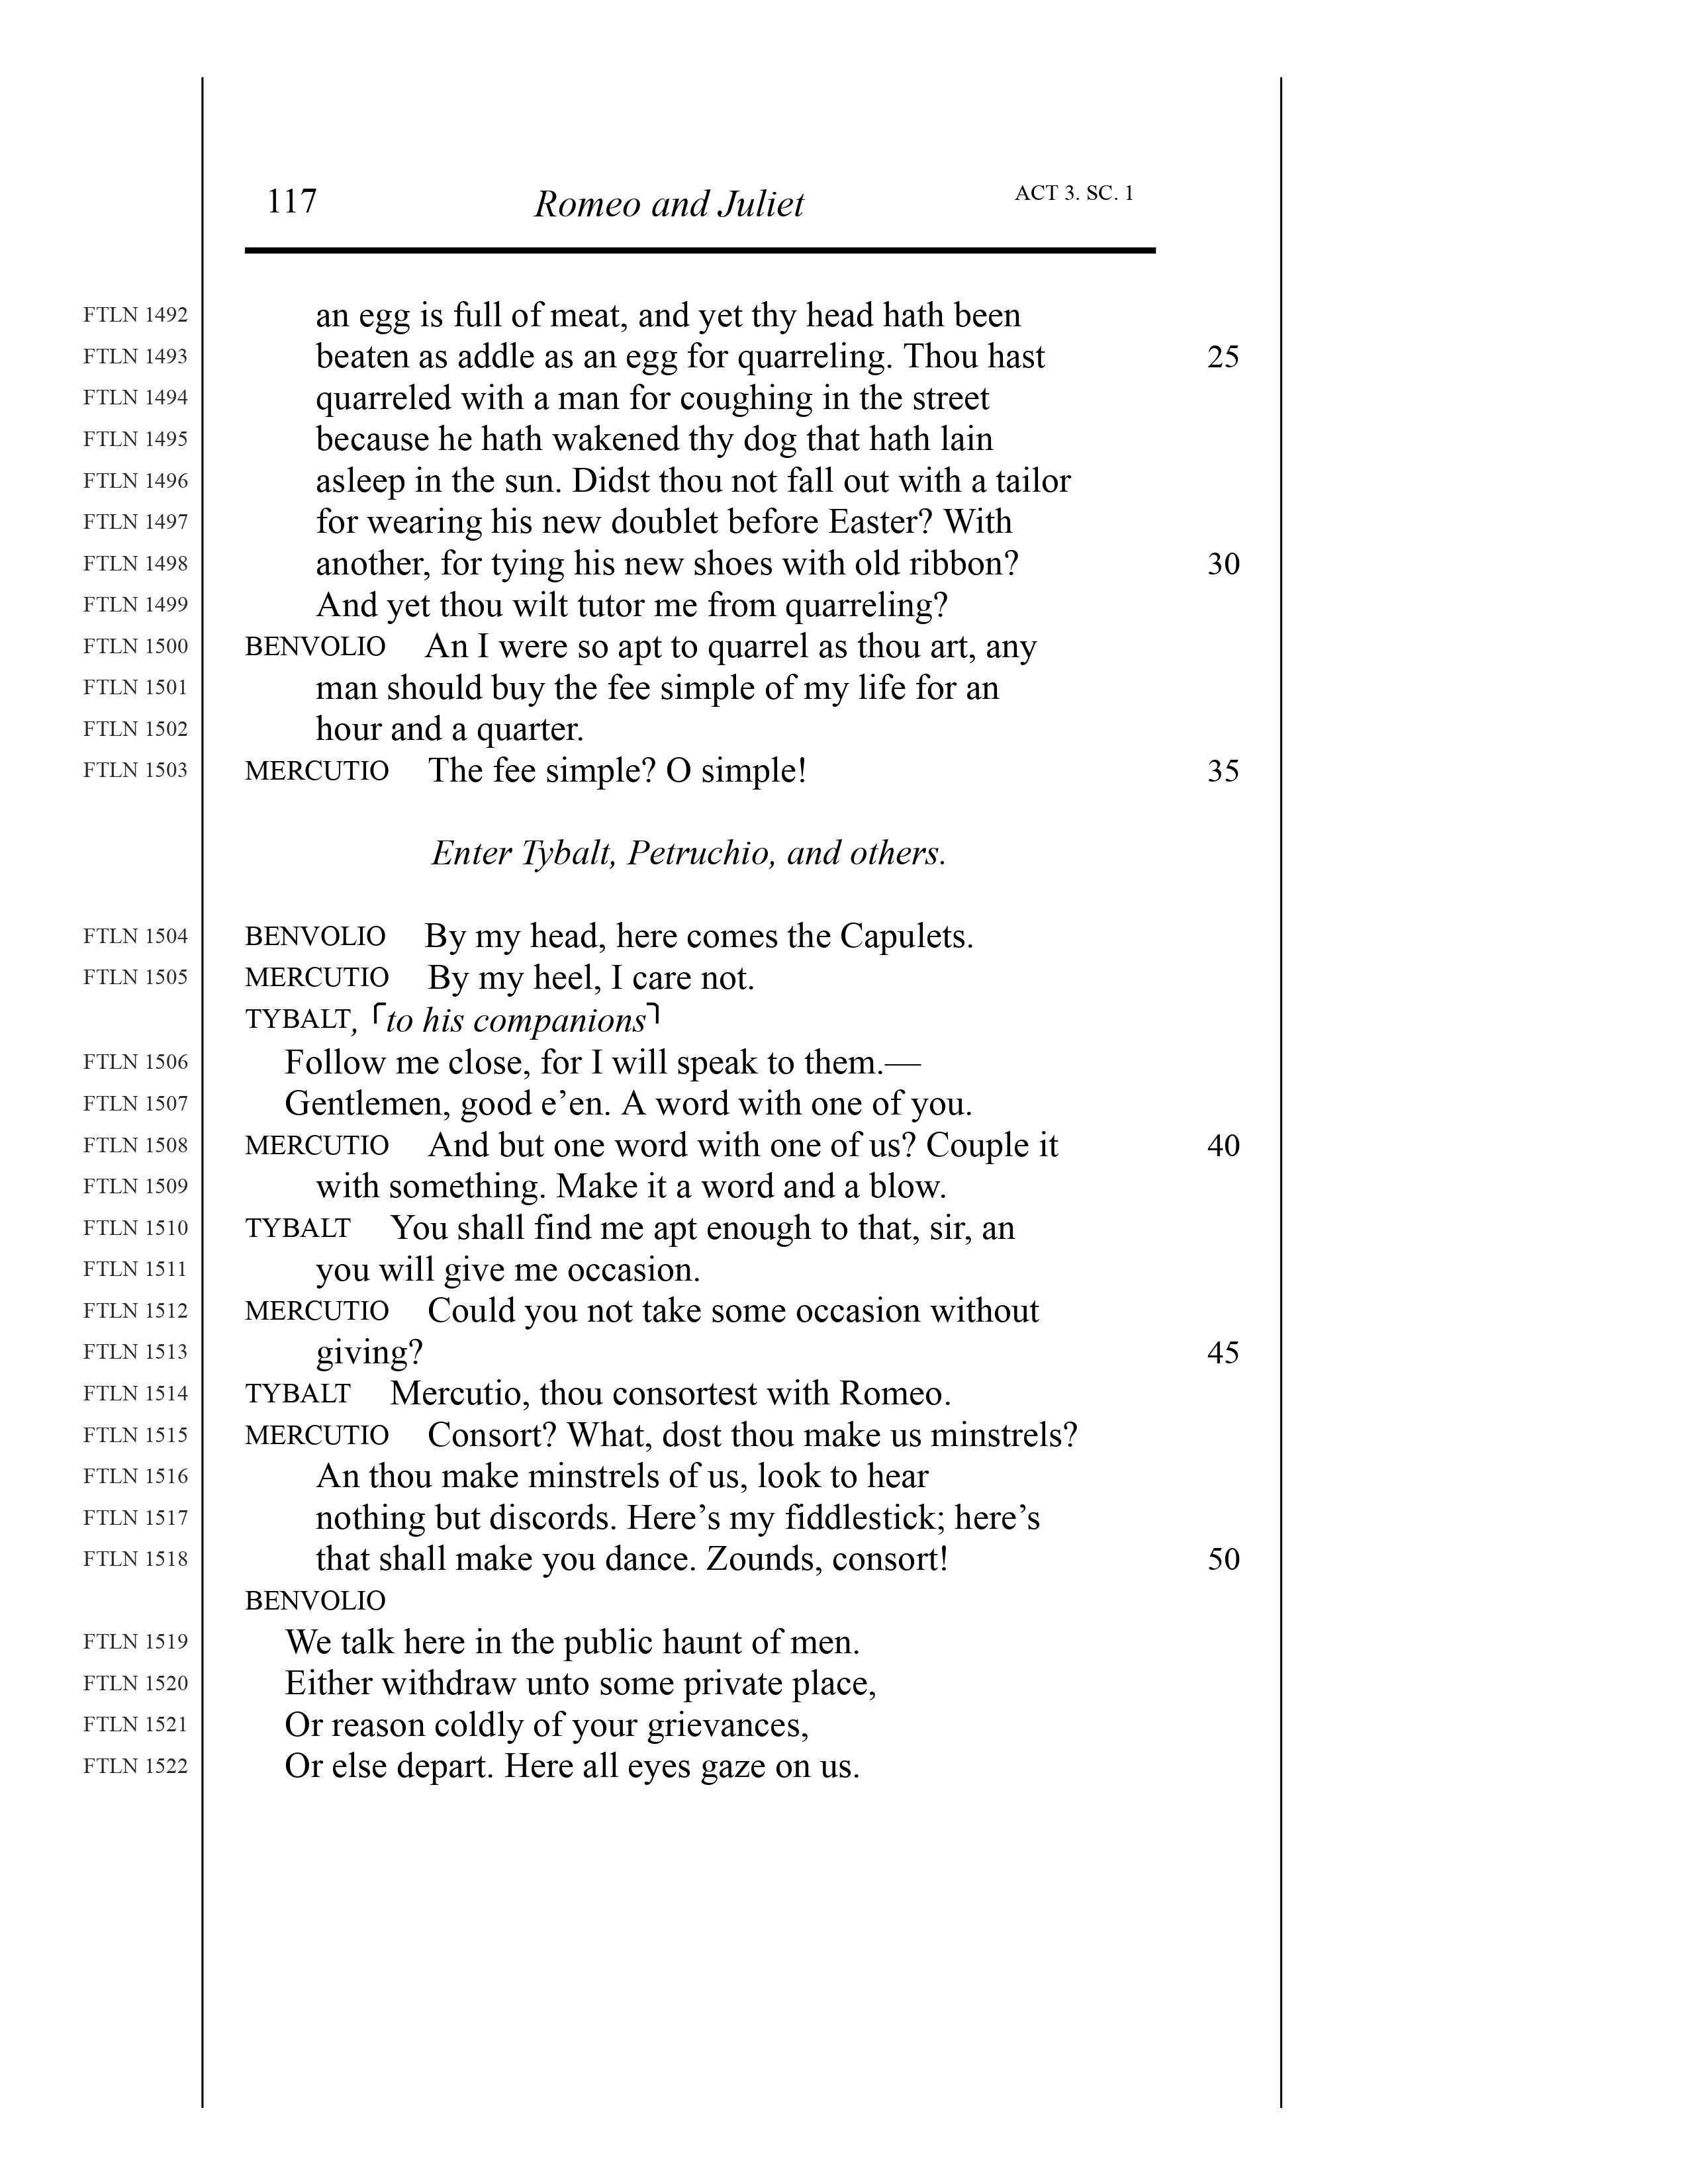 117 Romeo and Juliet ACT 3. SC. 1
FTLN 1492 an egg is full of meat, and yet thy head hath been
FTLN 1493 beaten as addle as an egg for quarreling. Thou hast 25
FTLN 1494 quarreled with a man for coughing in the street
FTLN 1495 because he hath wakened thy dog that hath lain
FTLN 1496 asleep in the sun. Didst thou not fall out with a tailor
FTLN 1497 for wearing his new doublet before Easter? With
FTLN 1498 another, for tying his new shoes with old ribbon? 30
FTLN 1499 And yet thou wilt tutor me from quarreling?
FTLN 1500 BENVOLIO An I were so apt to quarrel as thou art, any
FTLN 1501 man should buy the fee simple of my life for an
FTLN 1502 hour and a quarter.
FTLN 1503 MERCUTIO The fee simple? O simple! 35
Enter Tybalt, Petruchio, and others.
FTLN 1504 BENVOLIO By my head, here comes the Capulets.
FTLN 1505 MERCUTIO By my heel, I care not.
TYBALT, ⌜to his companions⌝
FTLN 1506 Follow me close, for I will speak to them.—
FTLN 1507 Gentlemen, good e’en. A word with one of you.
FTLN 1508 MERCUTIO And but one word with one of us? Couple it 40
FTLN 1509 with something. Make it a word and a blow.
FTLN 1510 TYBALT You shall find me apt enough to that, sir, an
FTLN 1511 you will give me occasion.
FTLN 1512 MERCUTIO Could you not take some occasion without
FTLN 1513 giving? 45
FTLN 1514 TYBALT Mercutio, thou consortest with Romeo.
FTLN 1515 MERCUTIO Consort? What, dost thou make us minstrels?
FTLN 1516 An thou make minstrels of us, look to hear
FTLN 1517 nothing but discords. Here’s my fiddlestick; here’s
FTLN 1518 that shall make you dance. Zounds, consort! 50
BENVOLIO
FTLN 1519 We talk here in the public haunt of men.
FTLN 1520 Either withdraw unto some private place,
FTLN 1521 Or reason coldly of your grievances,
FTLN 1522 Or else depart. Here all eyes gaze on us.